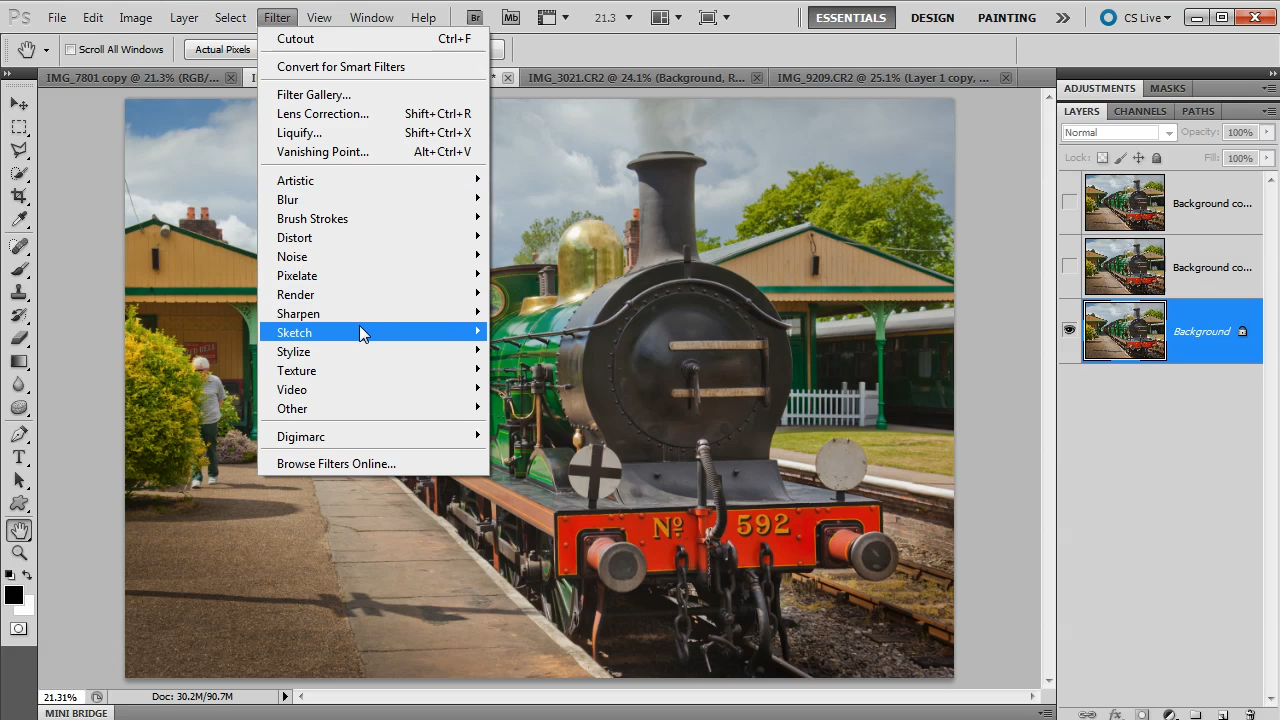 Ps File Edit Image Layer Select Filter View Window Help Br Mb 21.3 ESSENTIALS DESIGN PAINTING CS Live
Scroll All Windows Actual Pixels
IMG_7801 copy @ 21.3% (RGB/... IMG_3021.CR2 @ 24.1% (Background, R... IMG_9209.CR2 @ 25.1% (Layer 1 copy, ...
Cutout Ctrl+F
Convert for Smart Filters
Filter Gallery...
Lens Correction... Shift+Ctrl+R
Liquify... Shift+Ctrl+X
Vanishing Point... Alt+Ctrl+V
Artistic
Blur
Brush Strokes
Distort
Noise
Pixelate
Render
Sharpen
Sketch
Stylize
Texture
Video
Other
Digimarc
Browse Filters Online...
ADJUSTMENTS MASKS
LAYERS CHANNELS PATHS
Normal Opacity: 100%
Lock: Fill: 100%
Background co...
Background co...
Background
Nº 592
21.31% Doc: 30.2M/90.7M
MINI BRIDGE